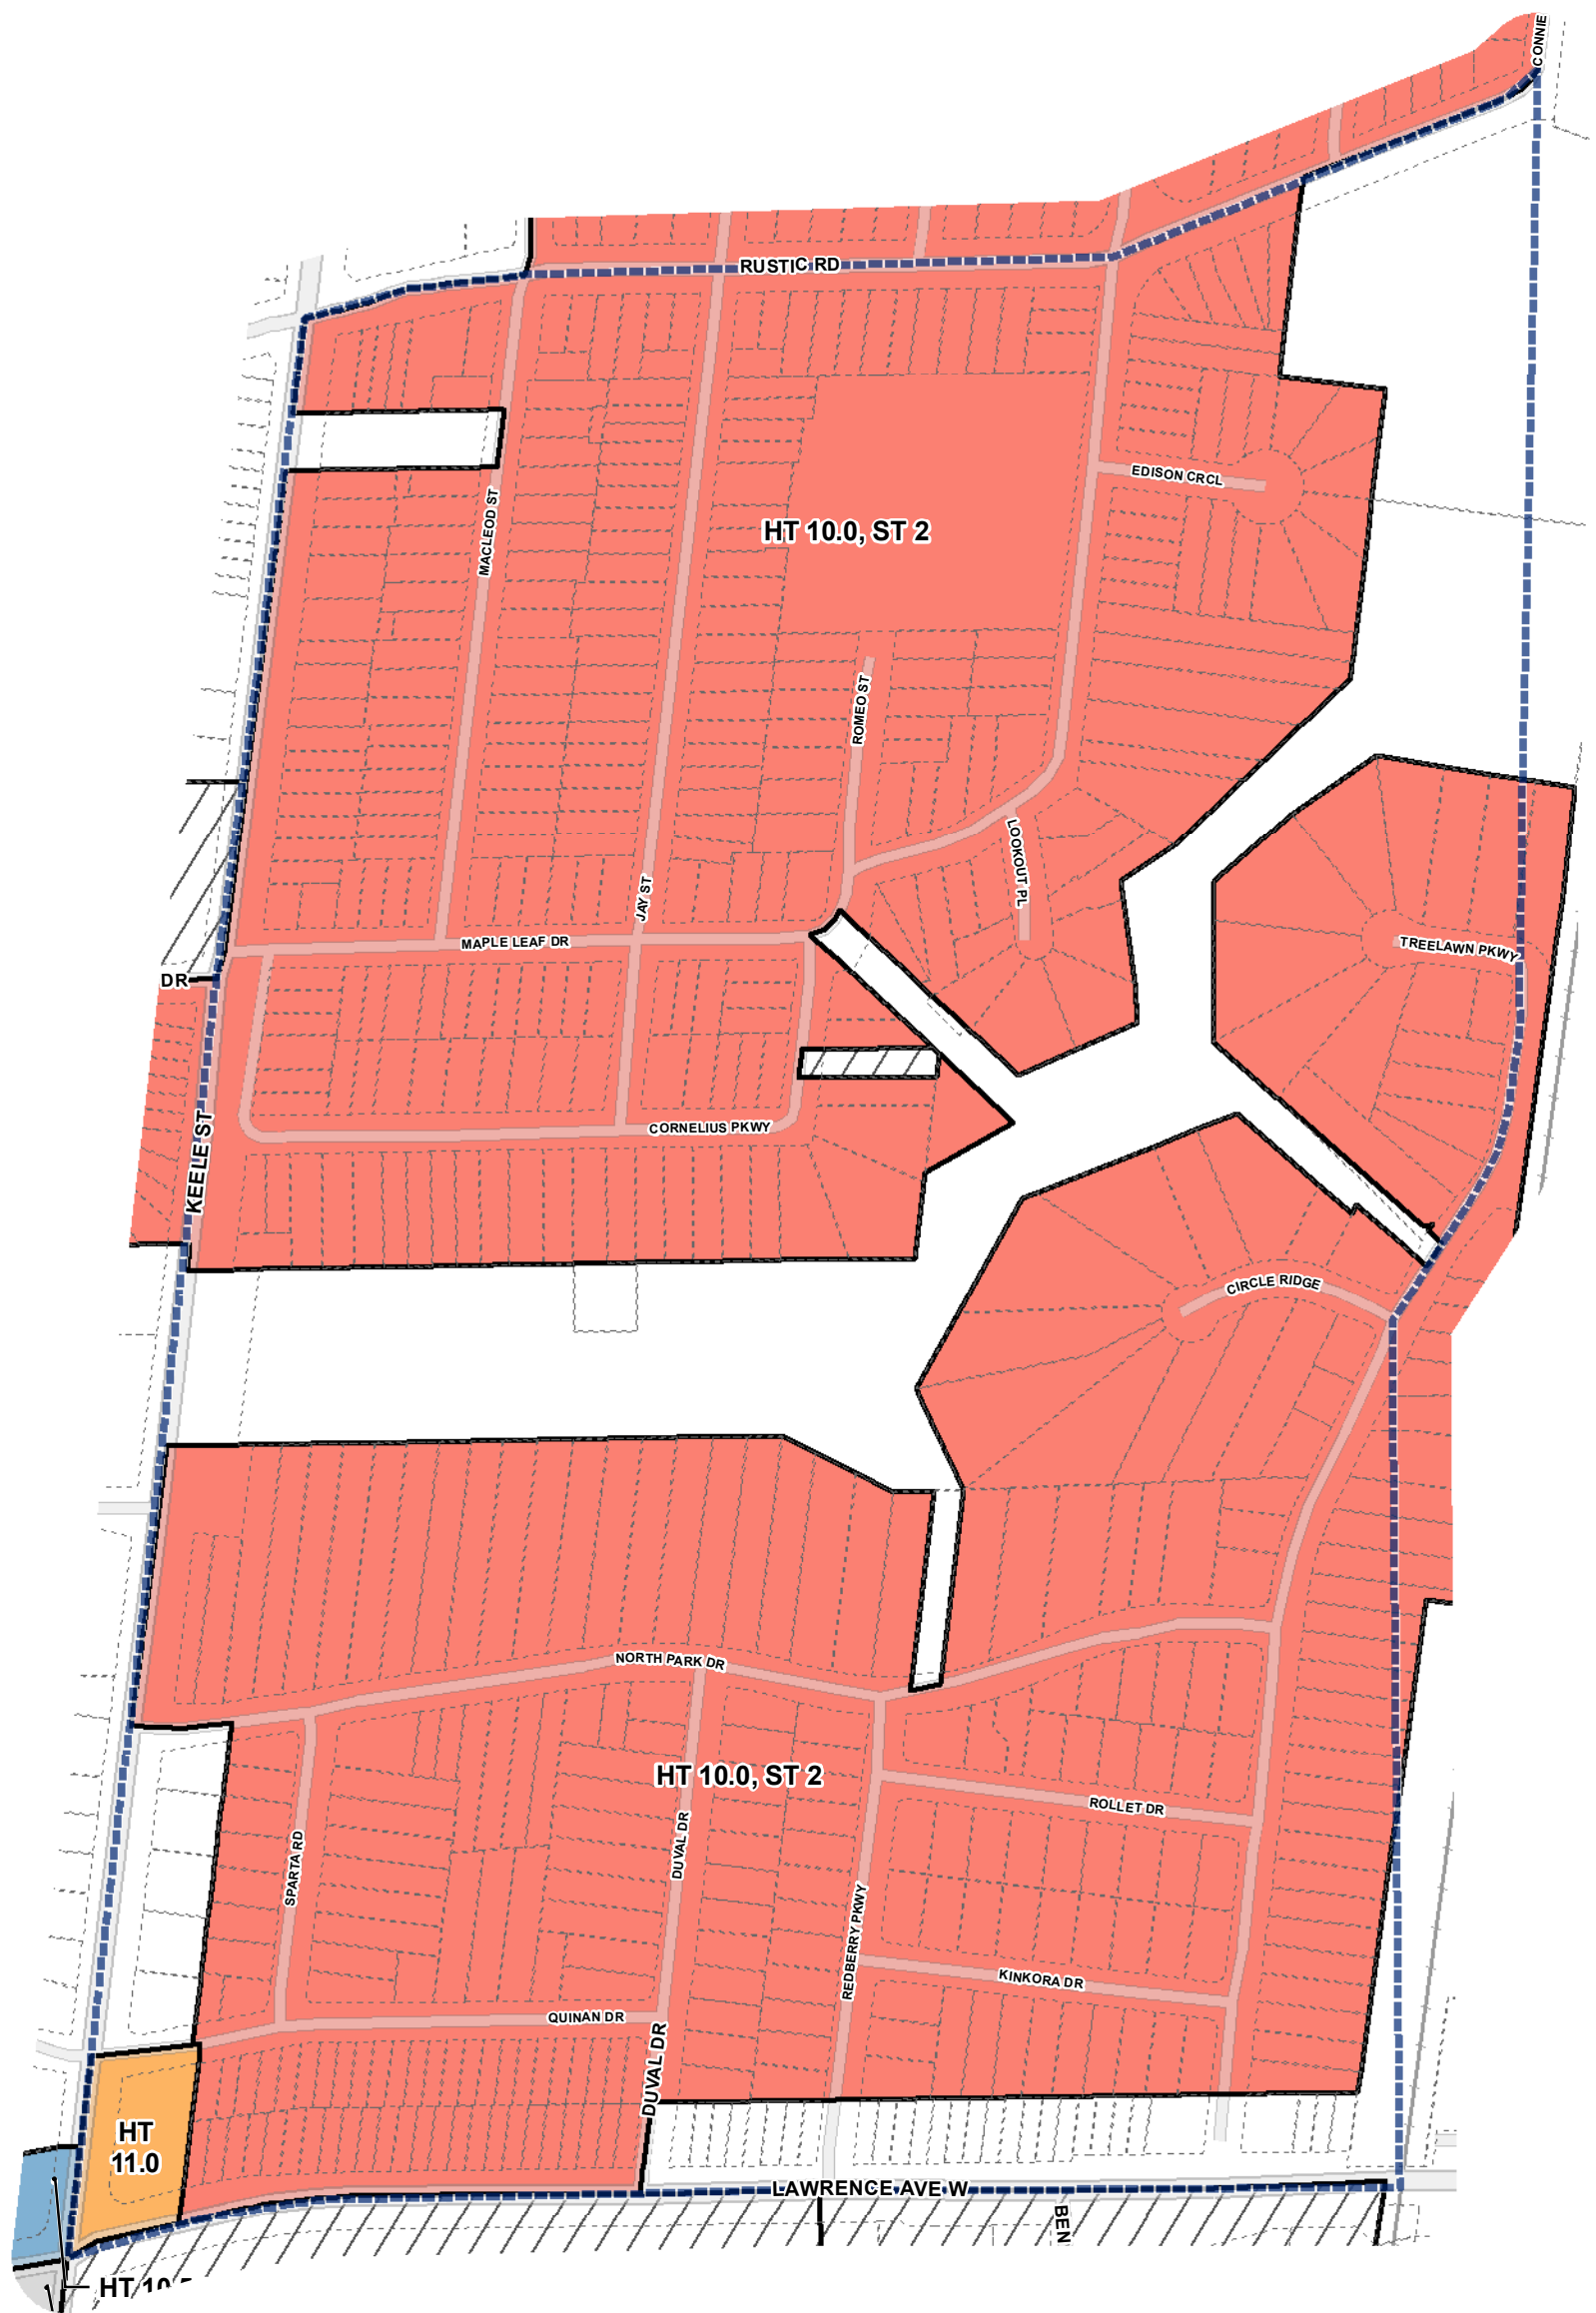 CONNIE
RUSTIC RD
EDISON CRCL
MACLEOD ST
HT 10.0, ST 2
ROMEO ST
LOOKOUT PL
JAY ST
MAPLE LEAF DR
TREELAWN PKWY
DR
CORNELIUS PKWY
KEELE ST
CIRCLE RIDGE
NORTH PARK DR
HT 10.0, ST 2
ROLLET DR
DUVAL DR
SPARTA RD
REDBERRY PKWY
KINKORA DR
QUINAN DR
DUVAL DR
HT
11.0
LAWRENCE AVE W
BEN
HT